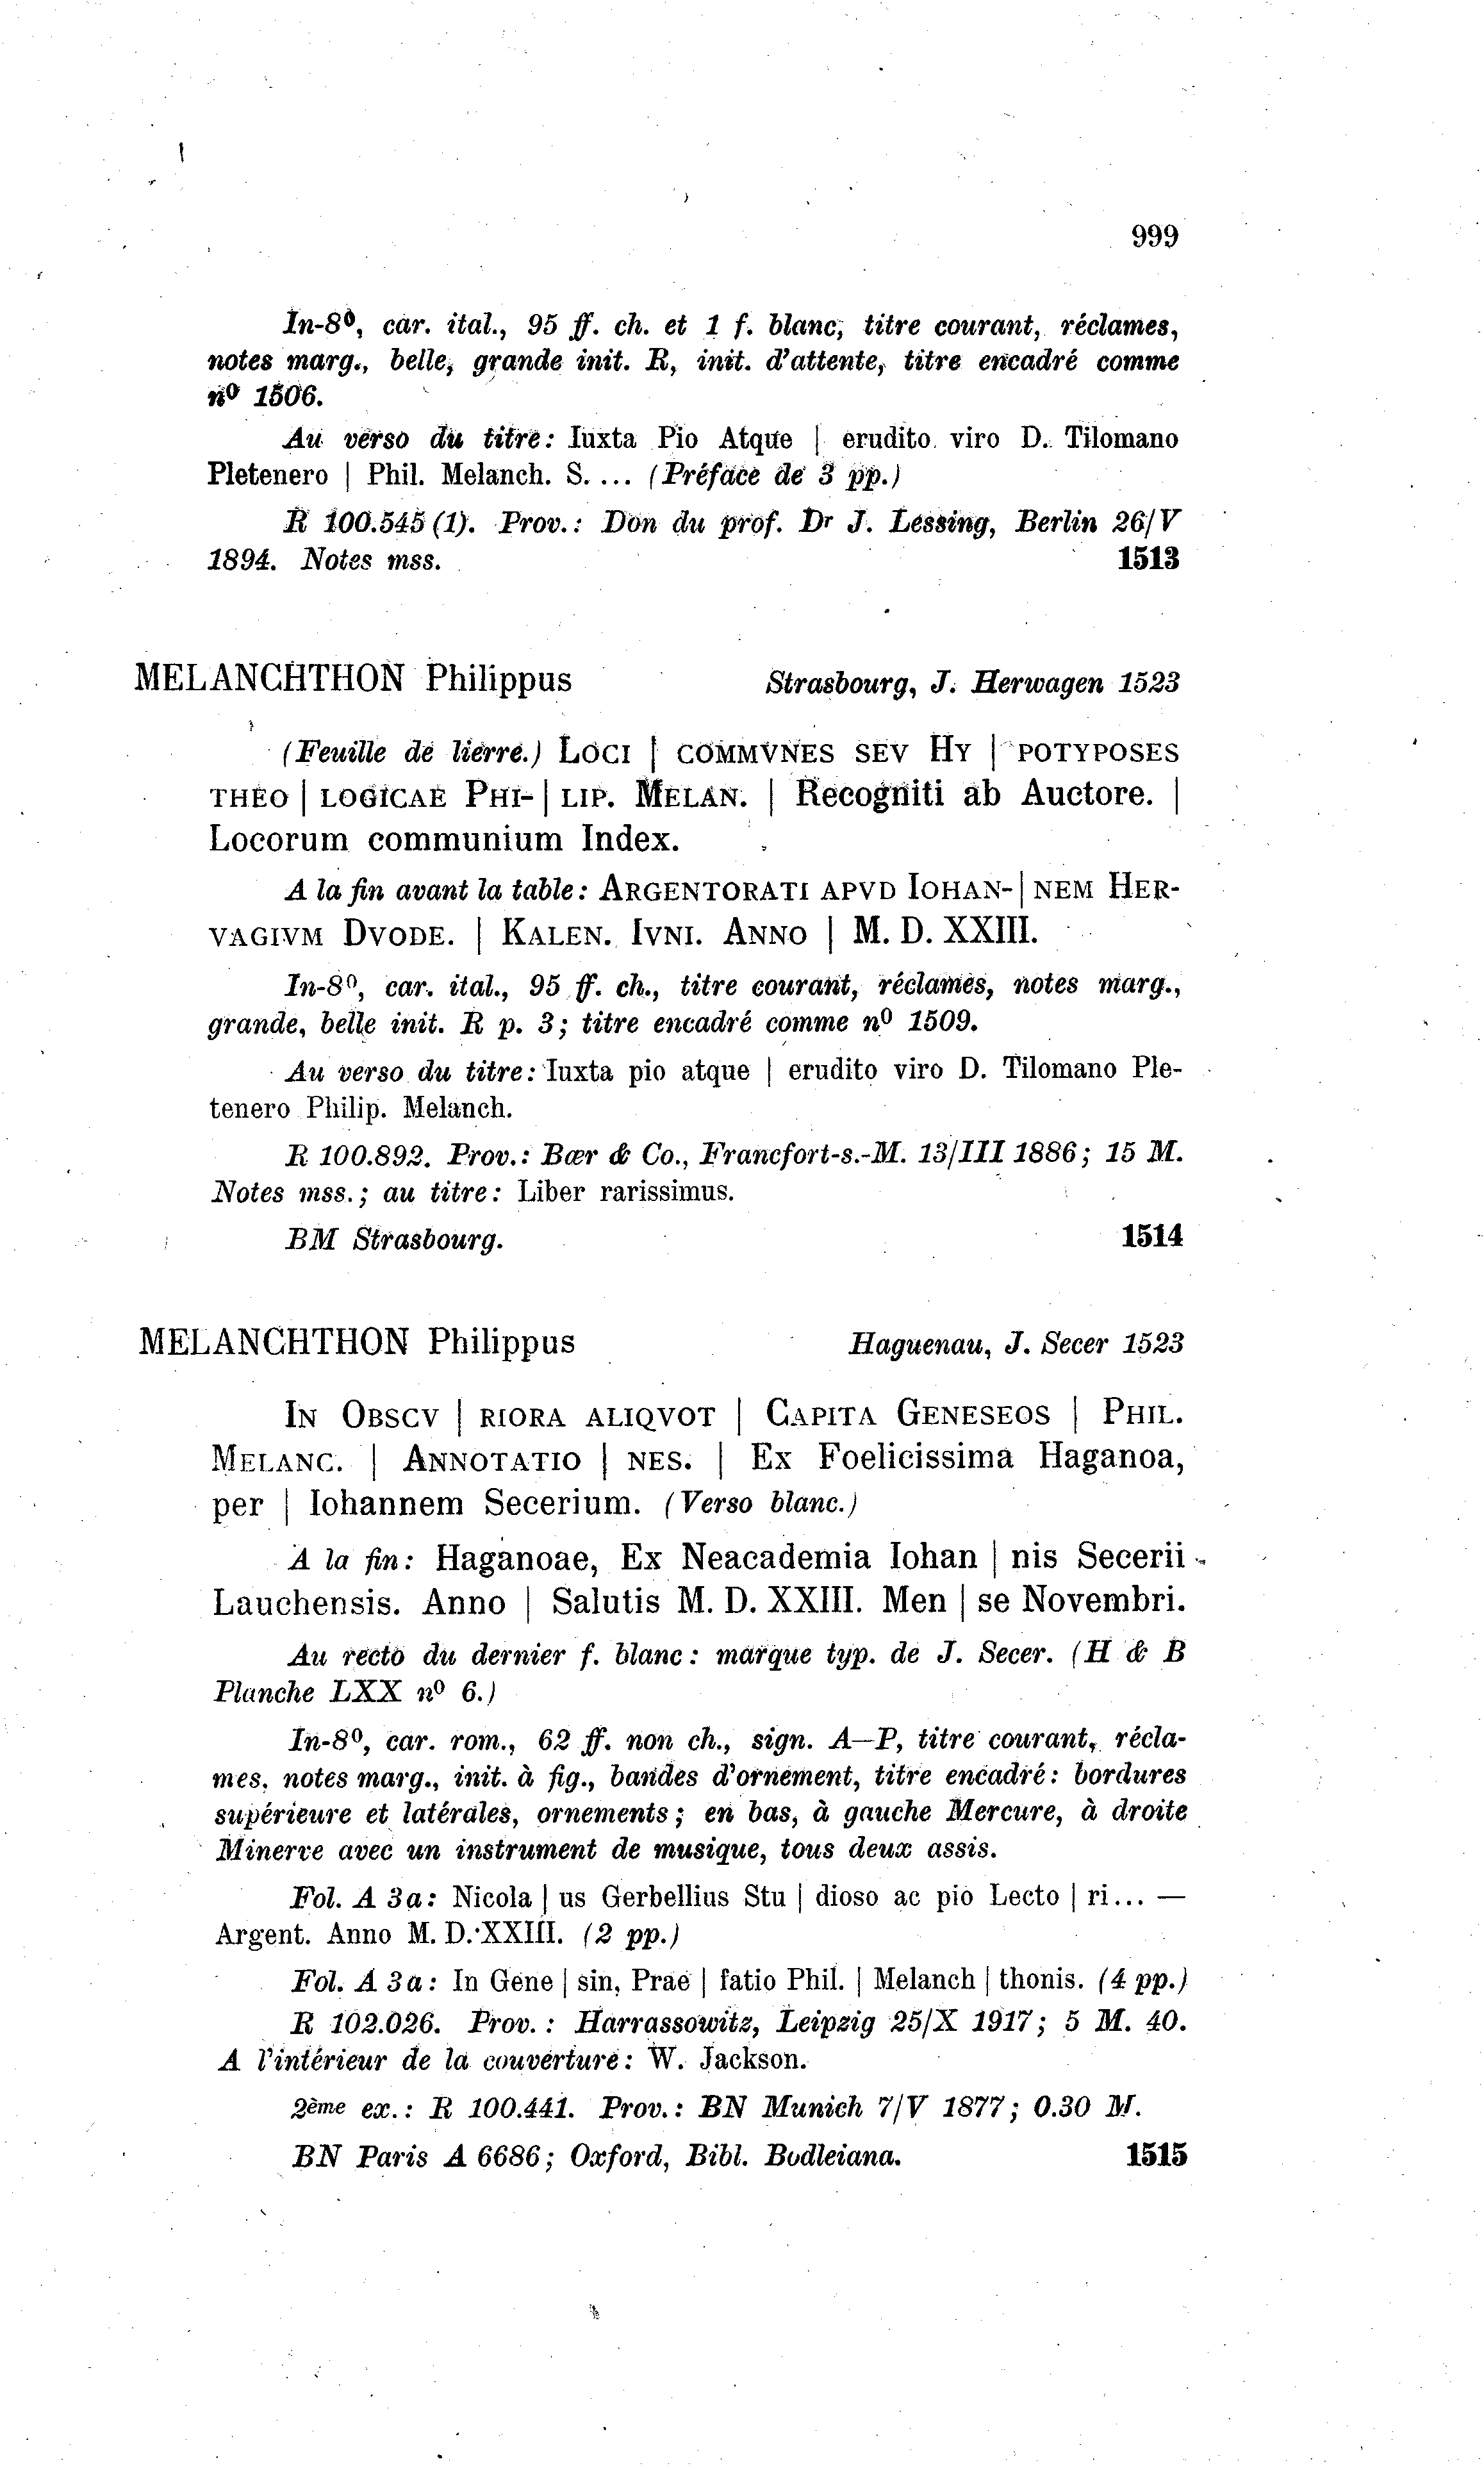 999
In-8⁰, car. ital., 95 ff. ch. et 1 f. blanc, titre courant, réclames,
notes marg., belle, grande init. R, init. d'attente, titre encadré comme
n⁰ 1506.
Au verso du titre: Iuxta Pio Atque | erudito viro D. Tilomano
Pletenero | Phil. Melanch. S. ... (Préface de 3 pp.)
R 100.545 (1). Prov.: Don du prof. Dr J. Lessing, Berlin 26/V
1894. Notes mss. 1513
MELANCHTHON Philippus Strasbourg, J. Herwagen 1523
(Feuille de lierre.) LOCI | COMMVNES SEV HY | POTYPOSES
THEO | LOGICAE PHI- | LIP. MELAN. | Recogniti ab Auctore. |
Locorum communium Index.
A la fin avant la table: ARGENTORATI APVD IOHAN- | NEM HER-
VAGIVM DVODE. | KALEN. IVNI. ANNO | M. D. XXIII.
In-8⁰, car. ital., 95 ff. ch., titre courant, réclames, notes marg.,
grande, belle init. R p. 3; titre encadré comme n⁰ 1509.
Au verso du titre: Iuxta pio atque | erudito viro D. Tilomano Ple-
tenero Philip. Melanch.
R 100.892. Prov.: Bær & Co., Francfort-s.-M. 13/III 1886; 15 M.
Notes mss.; au titre: Liber rarissimus.
BM Strasbourg. 1514
MELANCHTHON Philippus Haguenau, J. Secer 1523
IN OBSCV | RIORA ALIQVOT | CAPITA GENESEOS | PHIL.
MELANC. | ANNOTATIO | NES. | Ex Foelicissima Haganoa,
per | Iohannem Secerium. (Verso blanc.)
A la fin: Haganoae, Ex Neacademia Iohan | nis Secerii
Lauchensis. Anno | Salutis M. D. XXIII. Men | se Novembri.
Au recto du dernier f. blanc: marque typ. de J. Secer. (H & B
Planche LXX n⁰ 6.)
In-8⁰, car. rom., 62 ff. non ch., sign. A—P, titre courant, récla-
mes, notes marg., init. à fig., bandes d'ornement, titre encadré: bordures
supérieure et latérales, ornements; en bas, à gauche Mercure, à droite
Minerve avec un instrument de musique, tous deux assis.
Fol. A 3a: Nicola | us Gerbellius Stu | dioso ac pio Lecto | ri... —
Argent. Anno M. D. XXIII. (2 pp.)
Fol. A 3a: In Gene | sin, Prae | fatio Phil. | Melanch | thonis. (4 pp.)
R 102.026. Prov.: Harrassowitz, Leipzig 25/X 1917; 5 M. 40.
A l'intérieur de la couverture: W. Jackson.
2ème ex.: R 100.441. Prov.: BN Munich 7/V 1877; 0.30 M.
BN Paris A 6686; Oxford, Bibl. Bodleiana. 1515